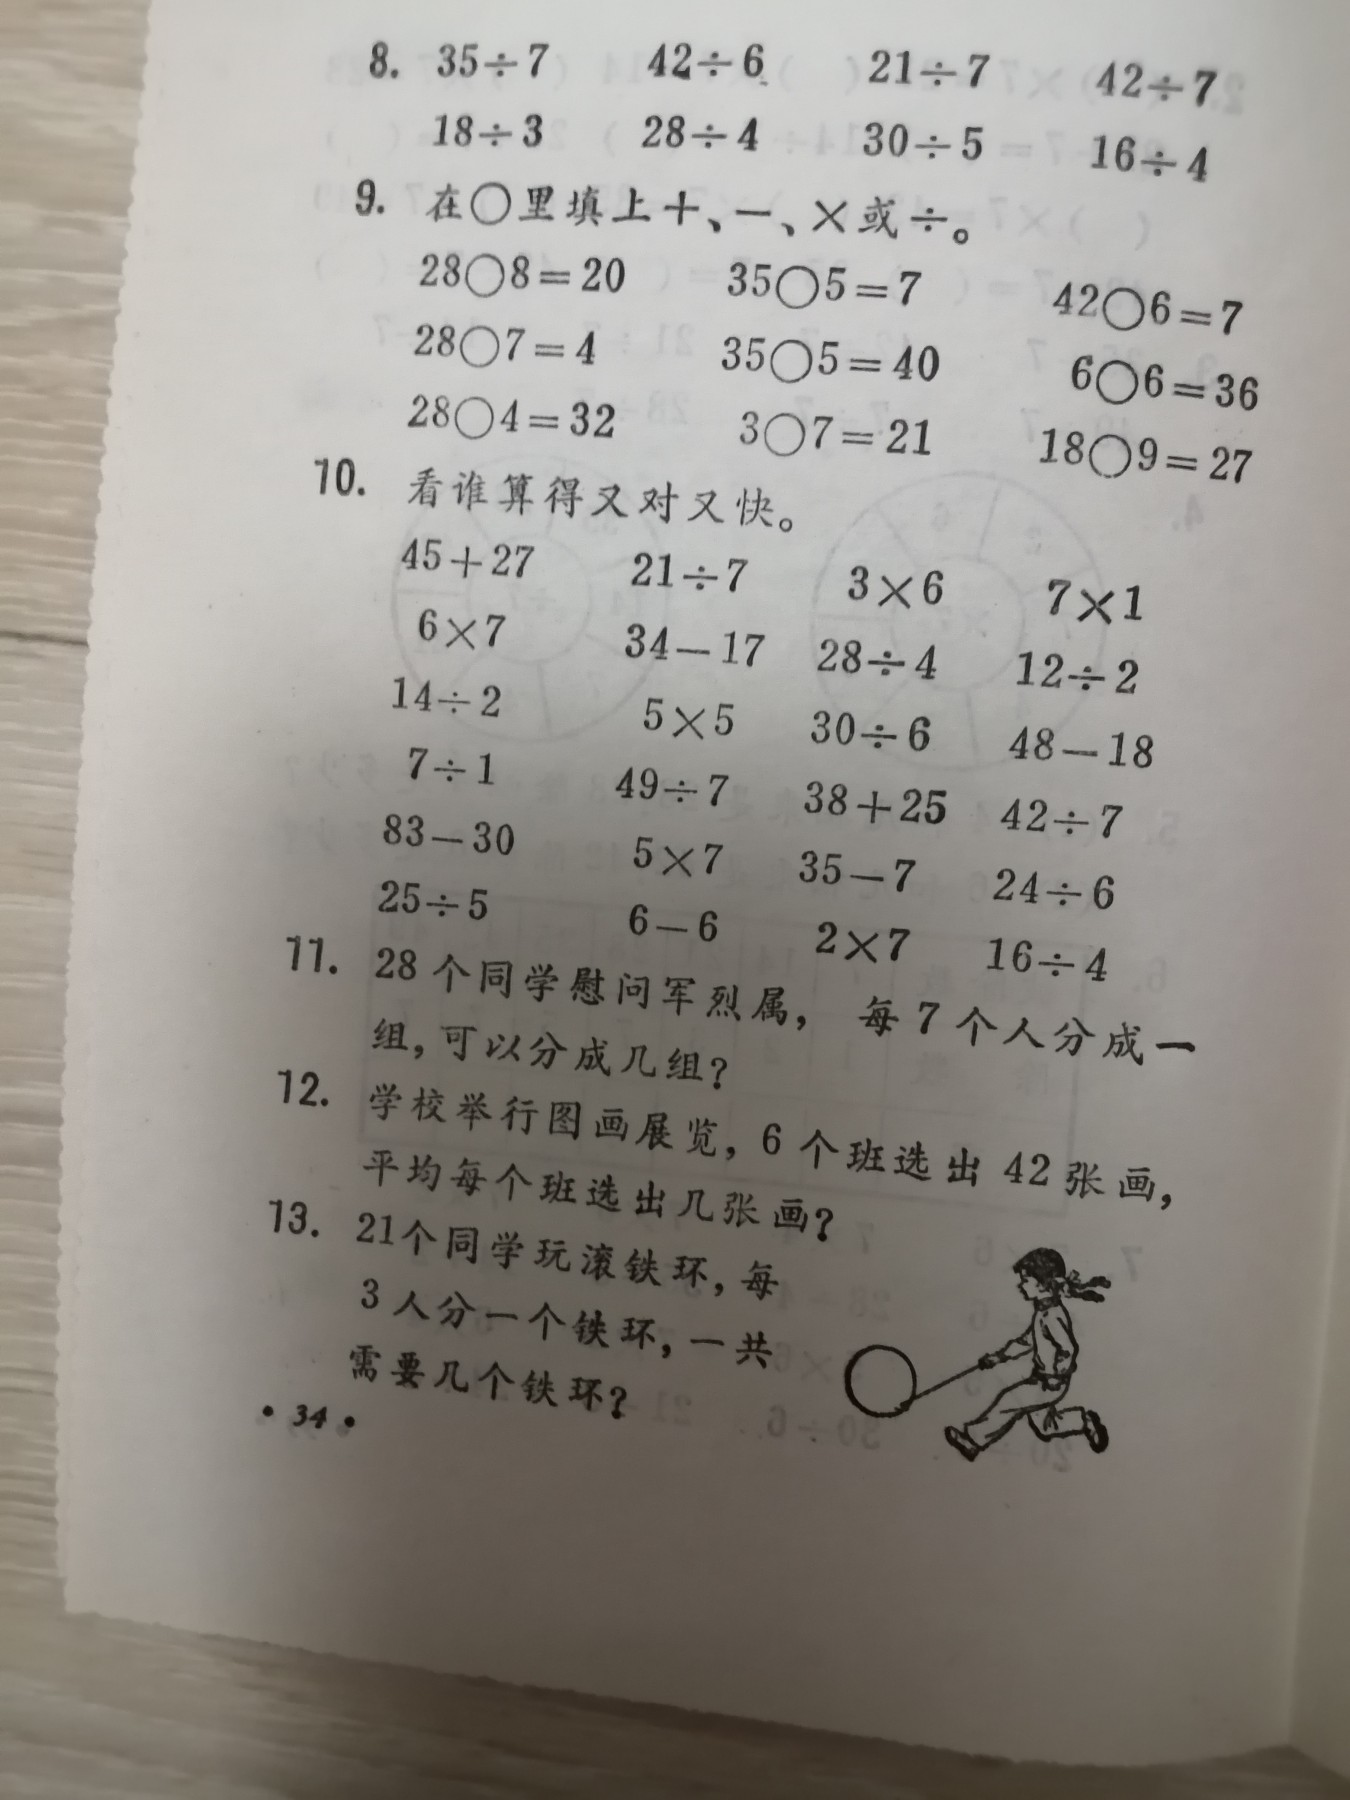 8. 35÷7 42÷6 21÷7 42÷7
18÷3 28÷4 30÷5 16÷4
9. 在○里填上＋、－、×或÷。
28○8=20 35○5=7 42○6=7
28○7=4 35○5=40 6○6=36
28○4=32 3○7=21 18○9=27
10. 看谁算得又对又快。
45+27 21÷7 3×6 7×1
6×7 34-17 28÷4 12÷2
14÷2 5×5 30÷6 48-18
7÷1 49÷7 38+25 42÷7
83-30 5×7 35-7 24÷6
25÷5 6-6 2×7 16÷4
11. 28个同学慰问军烈属，每7个人分成一
组，可以分成几组？
12. 学校举行图画展览，6个班选出42张画，
平均每个班选出几张画？
13. 21个同学玩滚铁环，每
3人分一个铁环，一共
需要几个铁环？
• 34 •